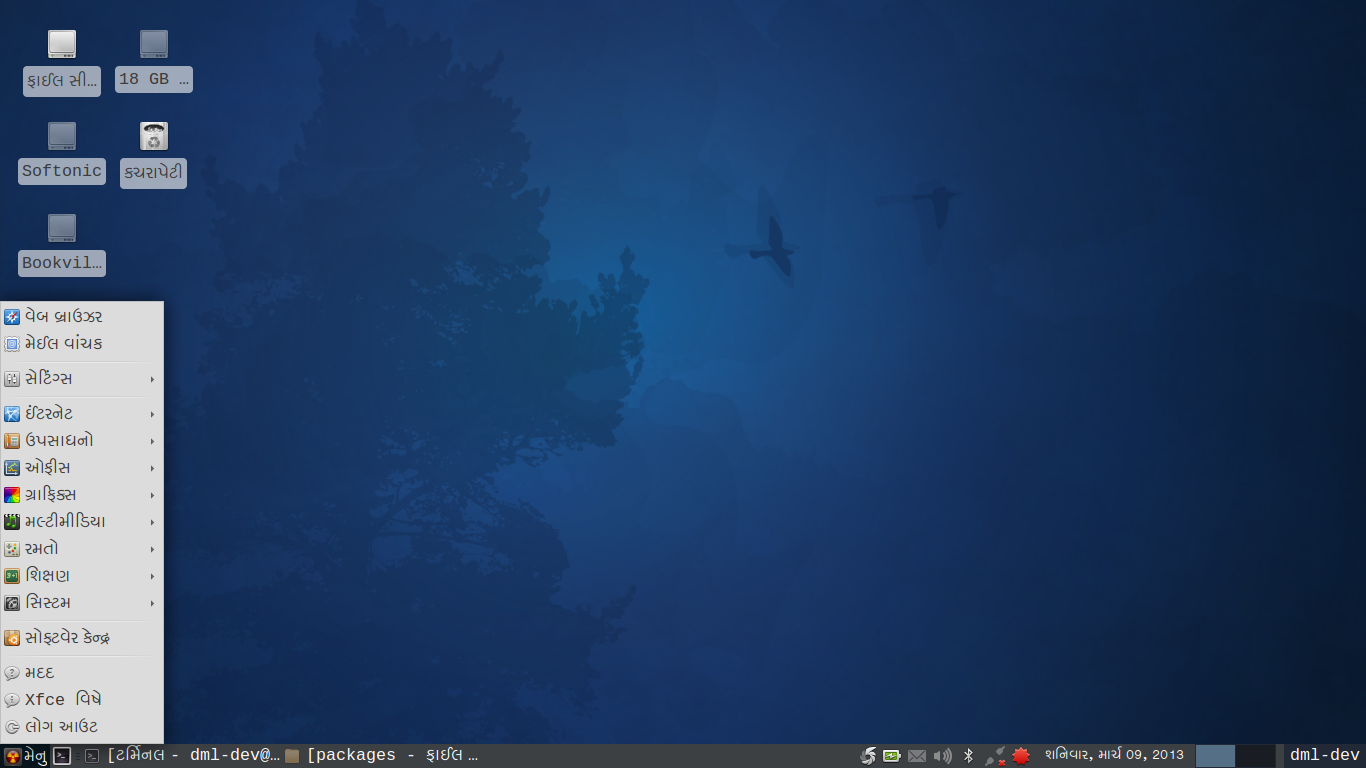 ફાઈલ સી...
18 GB ...
Softonic
કચરાપેટી
Bookvil...
વેબ બ્રાઉઝર
મેઈલ વાંચક
સેટિંગ્સ
ઈંટરનેટ
ઉપસાધનો
ઓફીસ
ગ્રાફિક્સ
મલ્ટીમીડિયા
રમતો
શિક્ષણ
સિસ્ટમ
સોફ્ટવેર કેન્દ્ર
મદદ
Xfce વિષે
લોગ આઉટ
મેનુ [ટર્મિનલ - dml-dev@... [packages - ફાઈલ ... શનિવાર, માર્ચ 09, 2013 dml-dev